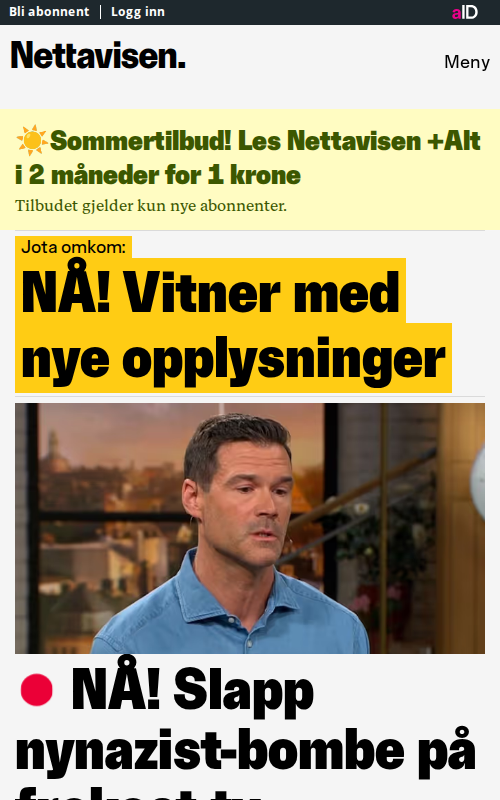 Bli abonnent | Logg inn
aID
Nettavisen.
Meny
☀️Sommertilbud! Les Nettavisen +Alt
i 2 måneder for 1 krone
Tilbudet gjelder kun nye abonnenter.
Jota omkom:
NÅ! Vitner med
nye opplysninger
NÅ! Slapp
nynazist-bombe på